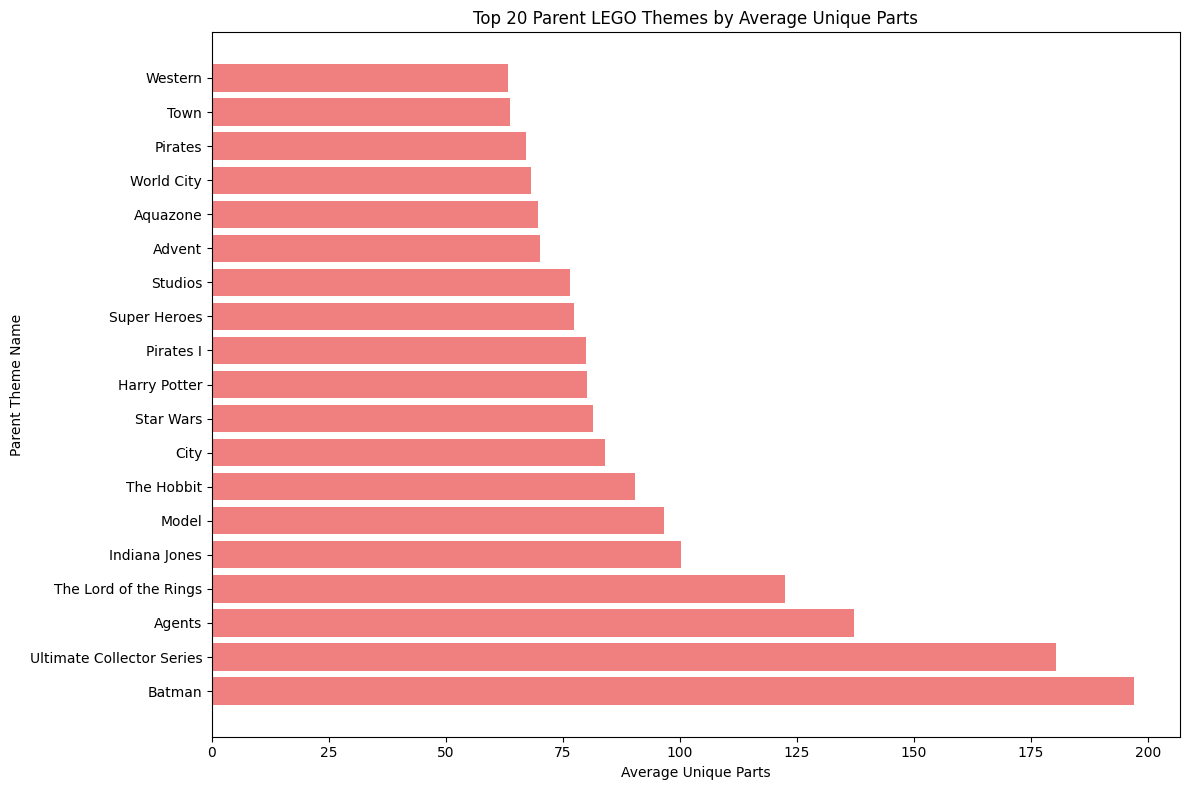 Top 20 Parent LEGO Themes by Average Unique Parts
Parent Theme Name
Western
Town
Pirates
World City
Aquazone
Advent
Studios
Super Heroes
Pirates I
Harry Potter
Star Wars
City
The Hobbit
Model
Indiana Jones
The Lord of the Rings
Agents
Ultimate Collector Series
Batman
0 25 50 75 100 125 150 175 200
Average Unique Parts